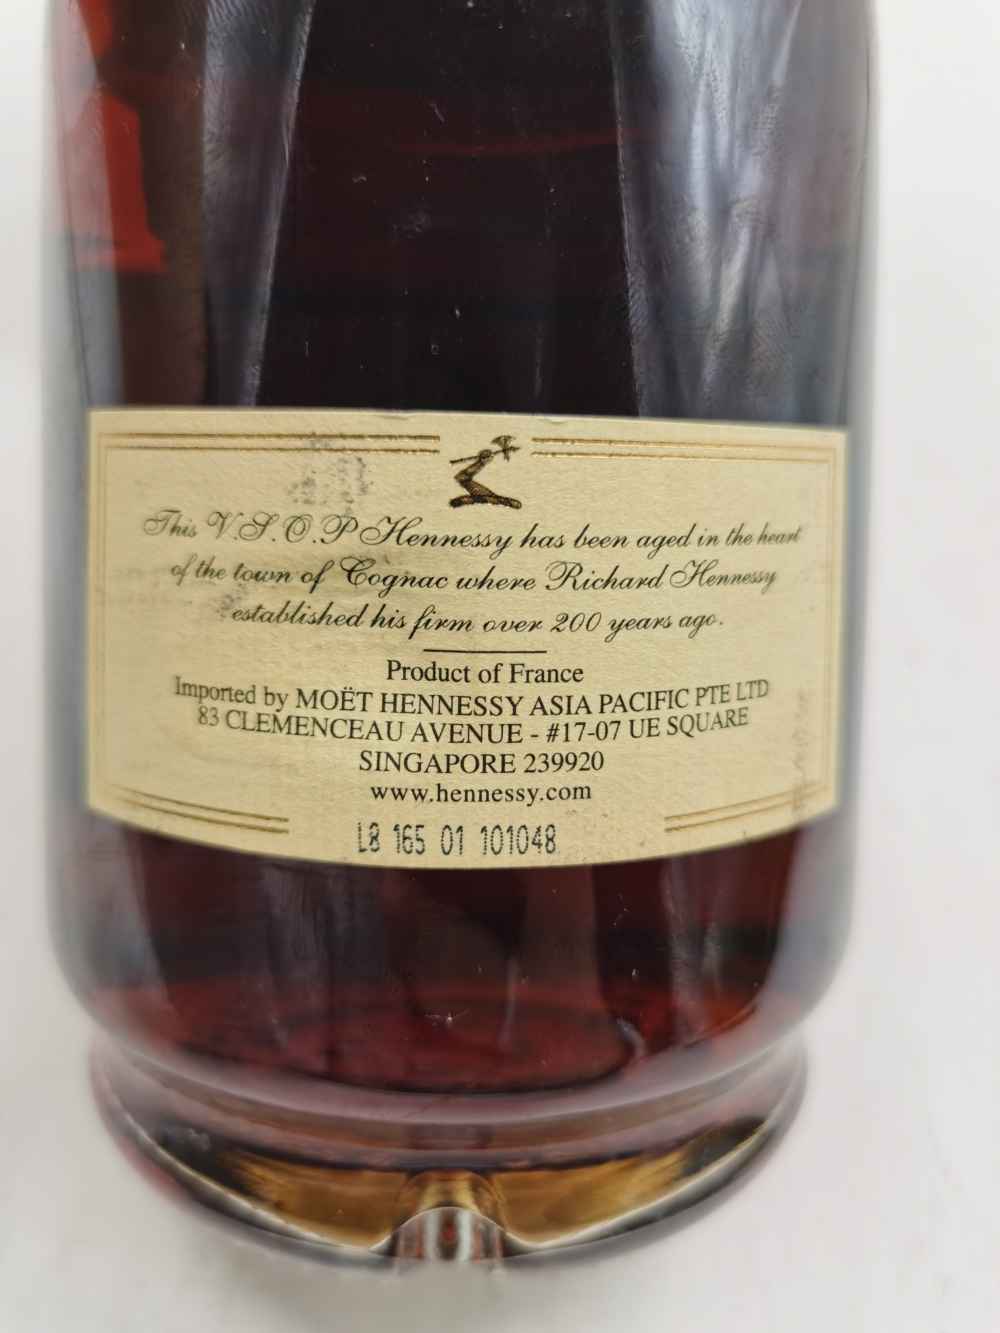 This V.S.O.P Hennessy has been aged in the heart
of the town of Cognac where Richard Hennessy
established his firm over 200 years ago.
Product of France
Imported by MOËT HENNESSY ASIA PACIFIC PTE LTD
83 CLEMENCEAU AVENUE - #17-07 UE SQUARE
SINGAPORE 239920
www.hennessy.com
L8 165 01 101048